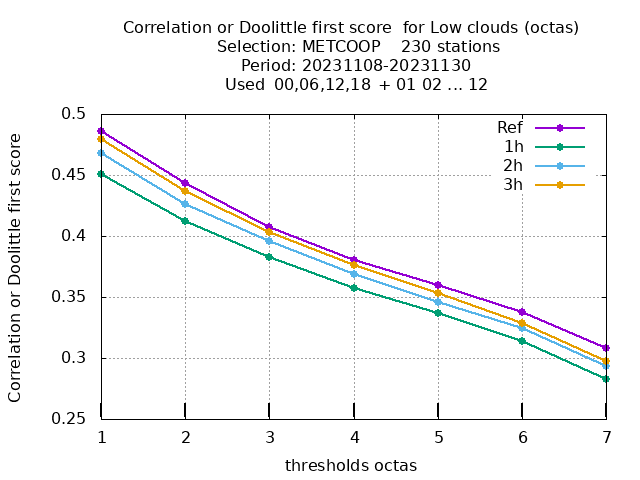 Correlation or Doolittle first score  for Low clouds (octas)
Selection: METCOOP    230 stations
Period: 20231108-20231130
Used  00,06,12,18  + 01 02 ... 12
Correlation or Doolittle first score
0.5
0.45
0.4
0.35
0.3
0.25
Ref
1h
2h
3h
1 2 3 4 5 6 7
thresholds octas